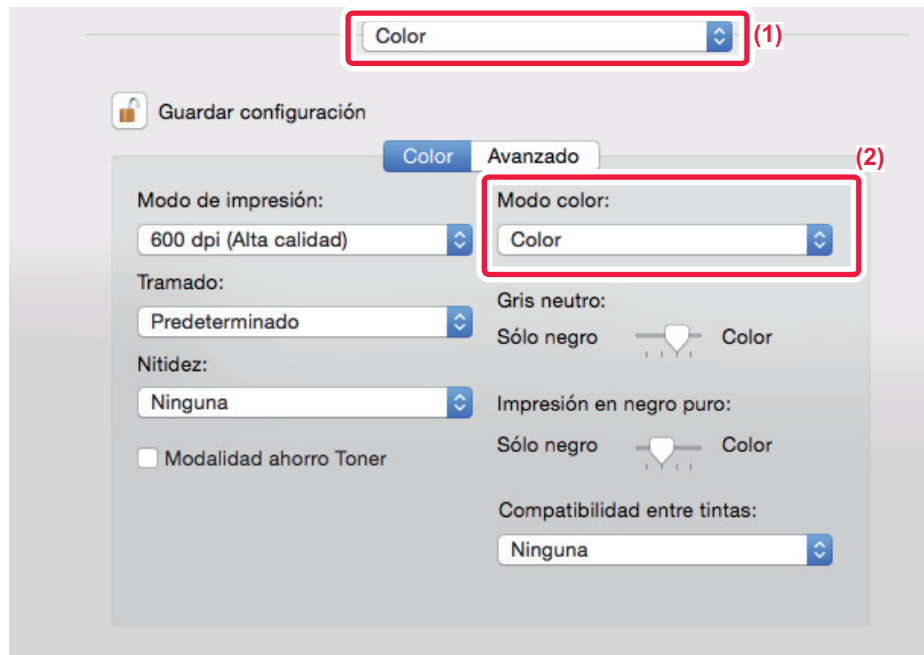 Color
(1)
Guardar configuración
Color Avanzado
(2)
Modo de impresión:
600 dpi (Alta calidad)
Tramado:
Predeterminado
Nitidez:
Ninguna
Modalidad ahorro Toner
Modo color:
Color
Gris neutro:
Sólo negro Color
Impresión en negro puro:
Sólo negro Color
Compatibilidad entre tintas:
Ninguna